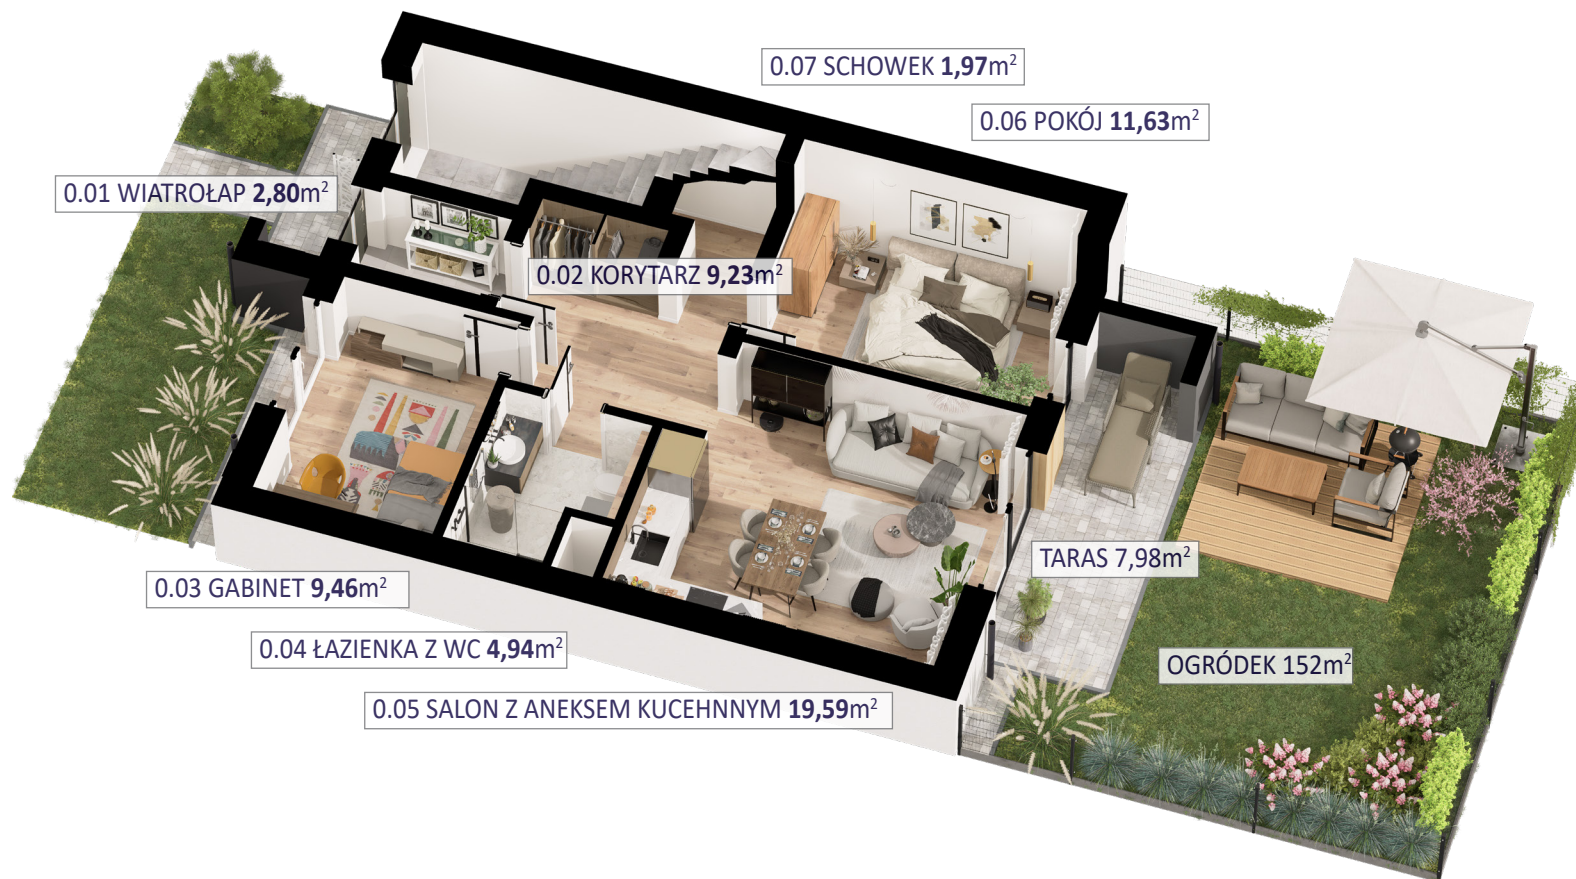 0.07 SCHOWEK 1,97m²
0.06 POKÓJ 11,63m²
0.01 WIATROŁAP 2,80m²
0.02 KORYTARZ 9,23m²
TARAS 7,98m²
0.03 GABINET 9,46m²
0.04 ŁAZIENKA Z WC 4,94m²
OGRÓDEK 152m²
0.05 SALON Z ANEKSEM KUCEHNNYM 19,59m²